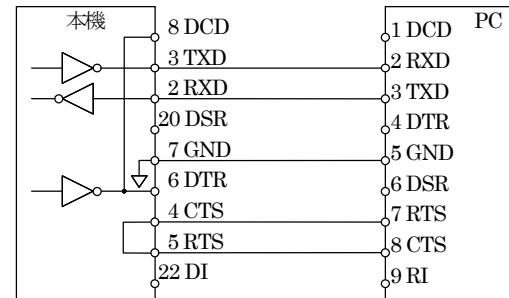 本機
8 DCD
3 TXD
2 RXD
20 DSR
7 GND
6 DTR
4 CTS
5 RTS
22 DI
PC
1 DCD
2 RXD
3 TXD
4 DTR
5 GND
6 DSR
7 RTS
8 CTS
9 RI